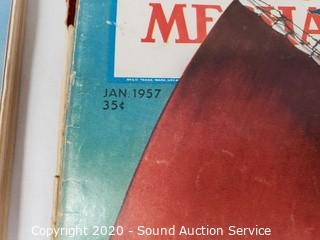 MECHA
JAN. 1957
35¢
Copyright 2020 - Sound Auction Service